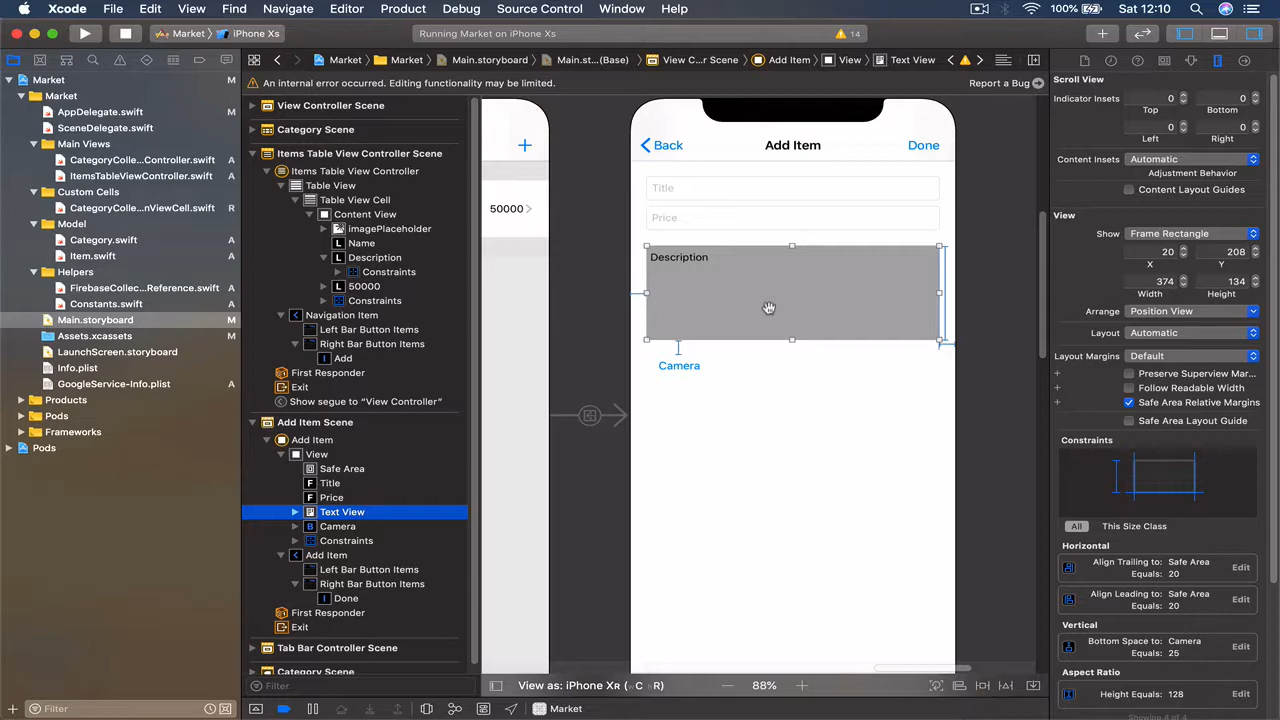 Xcode File Edit View Find Navigate Editor Product Debug Source Control Window Help 100% Sat 12:10
Market iPhone Xs Running Market on iPhone Xs 14
Market Market Main.storyboard Main.st...(Base) View C...r Scene Add Item View Text View
An internal error occurred. Editing functionality may be limited. Report a Bug
Market M
Market
AppDelegate.swift M
SceneDelegate.swift
Main Views
CategoryColle...Controller.swift A
ItemsTableViewController.swift A
Custom Cells
CategoryColle...nViewCell.swift R
Model
Category.swift A
Item.swift A
Helpers
FirebaseCollec...Reference.swift A
Constants.swift A
Main.storyboard M
Assets.xcassets M
LaunchScreen.storyboard
Info.plist
GoogleService-Info.plist A
Products
Pods
Frameworks
Pods
Filter
View Controller Scene
Category Scene
Items Table View Controller Scene
Items Table View Controller
Table View
Table View Cell
Content View
imagePlaceholder
L Name
L Description
Constraints
L 50000
Constraints
Navigation Item
Left Bar Button Items
Right Bar Button Items
Add
First Responder
Exit
Show segue to “View Controller”
Add Item Scene
Add Item
View
Safe Area
F Title
F Price
Text View
B Camera
Constraints
Add Item
Left Bar Button Items
Right Bar Button Items
Done
First Responder
Exit
Tab Bar Controller Scene
Category Scene
Filter
50000
Back Add Item Done
Title
Price
Description
Camera
View as: iPhone XR (wC hR) 88%
Market
Scroll View
Indicator Insets 0 0
Top Bottom
0 0
Left Right
Content Insets Automatic
Adjustment Behavior
Content Layout Guides
View
Show Frame Rectangle
20 208
X Y
374 134
Width Height
Arrange Position View
Layout Automatic
Layout Margins Default
Preserve Superview Mar...
Follow Readable Width
Safe Area Relative Margins
Safe Area Layout Guide
Constraints
All This Size Class
Horizontal
Align Trailing to: Safe Area Edit
Equals: 20
Align Leading to: Safe Area Edit
Equals: 20
Vertical
Bottom Space to: Camera Edit
Equals: 25
Aspect Ratio
Height Equals: 128 Edit
Showing 4 of 4